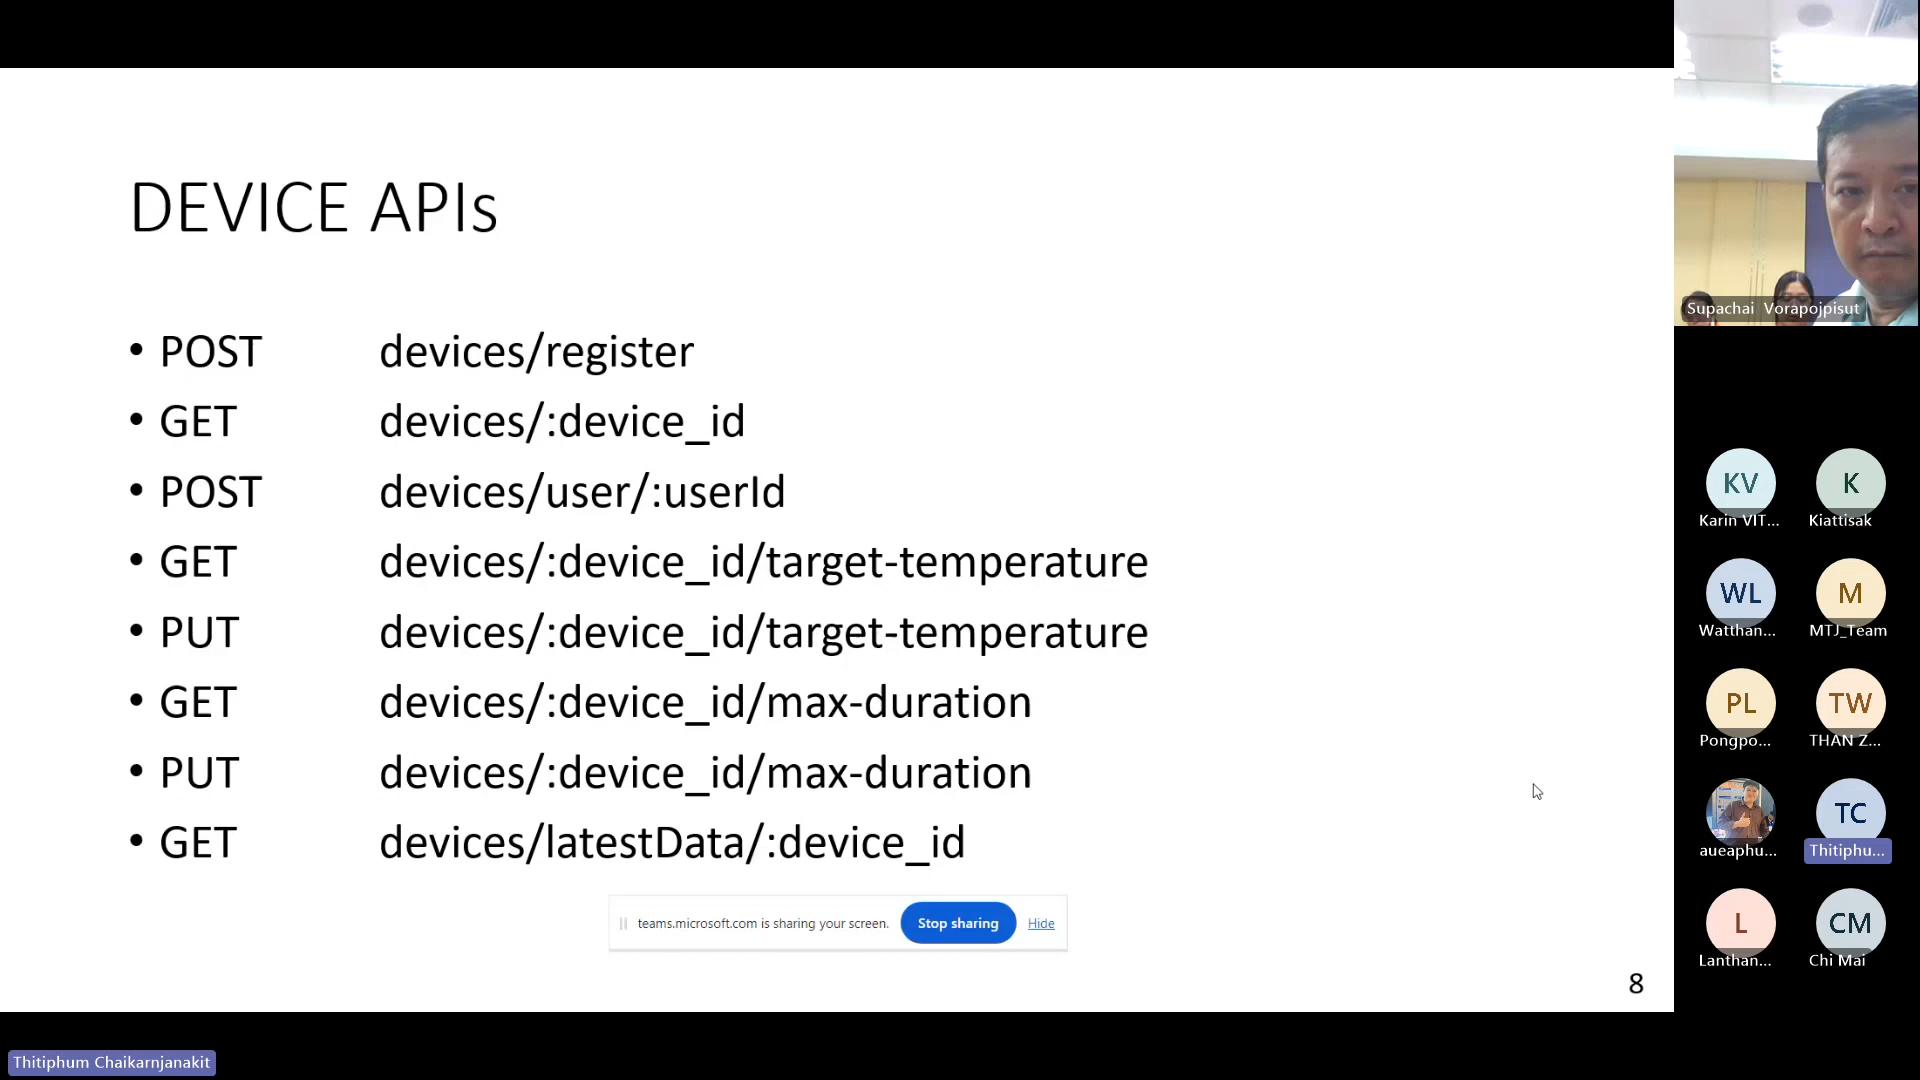 DEVICE APIs
• POST devices/register
• GET devices/:device_id
• POST devices/user/:userId
• GET devices/:device_id/target-temperature
• PUT devices/:device_id/target-temperature
• GET devices/:device_id/max-duration
• PUT devices/:device_id/max-duration
• GET devices/latestData/:device_id
teams.microsoft.com is sharing your screen. Stop sharing Hide
8
Thitiphum Chaikarnjanakit
Supachai Vorapojpisut
KV K
Karin VIT... Kiattisak
WL M
Watthan... MTJ_Team
PL TW
Pongpo... THAN Z...
TC
aueaphu... Thitiphu...
L CM
Lanthan... Chi Mai